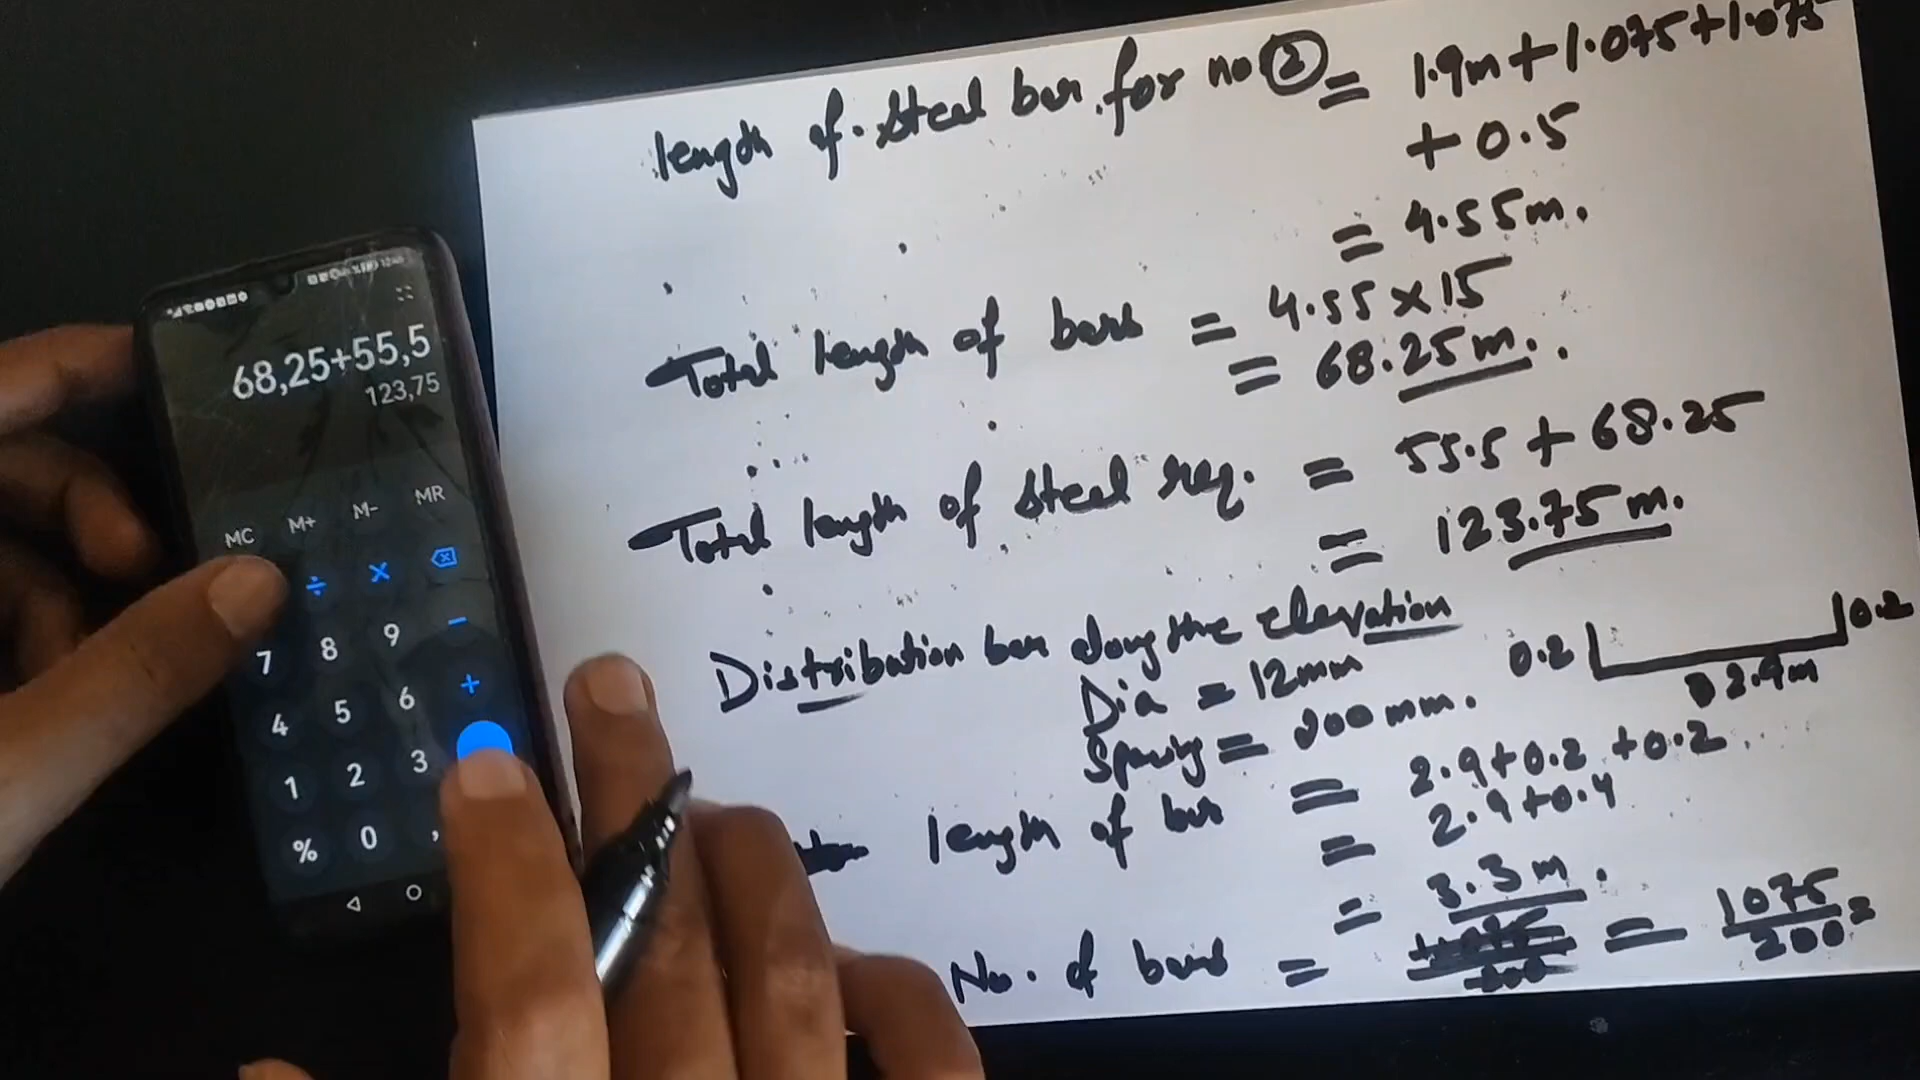 length of steel bar for no ② = 1.9m + 1.075 + 1.075
+ 0.5
= 4.55m.
Total length of bars = 4.55 × 15
= 68.25m.
Total length of steel req. = 55.5 + 68.25
= 123.75 m.
Distribution bar along the elevation
Dia = 12mm
Spacing = 200 mm.
0.2
0.2
2.9m
length of bar = 2.9 + 0.2 + 0.2
= 2.9 + 0.4
= 3.3 m.
No. of bars = = 1075
200 =
68,25+55,5
123,75
MC M+ M- MR
÷ ×
7 8 9 −
4 5 6 +
1 2 3
% 0 ,